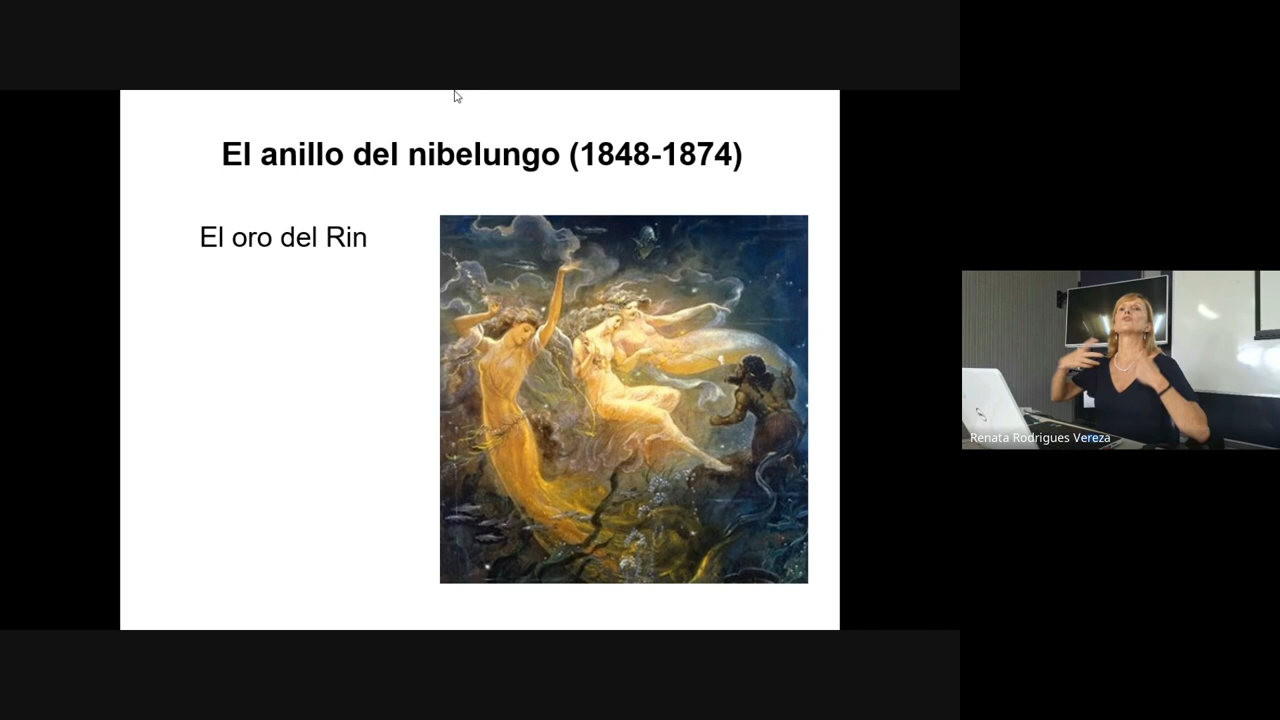 El anillo del nibelungo (1848-1874)
El oro del Rin
Renata Rodrigues Vereza